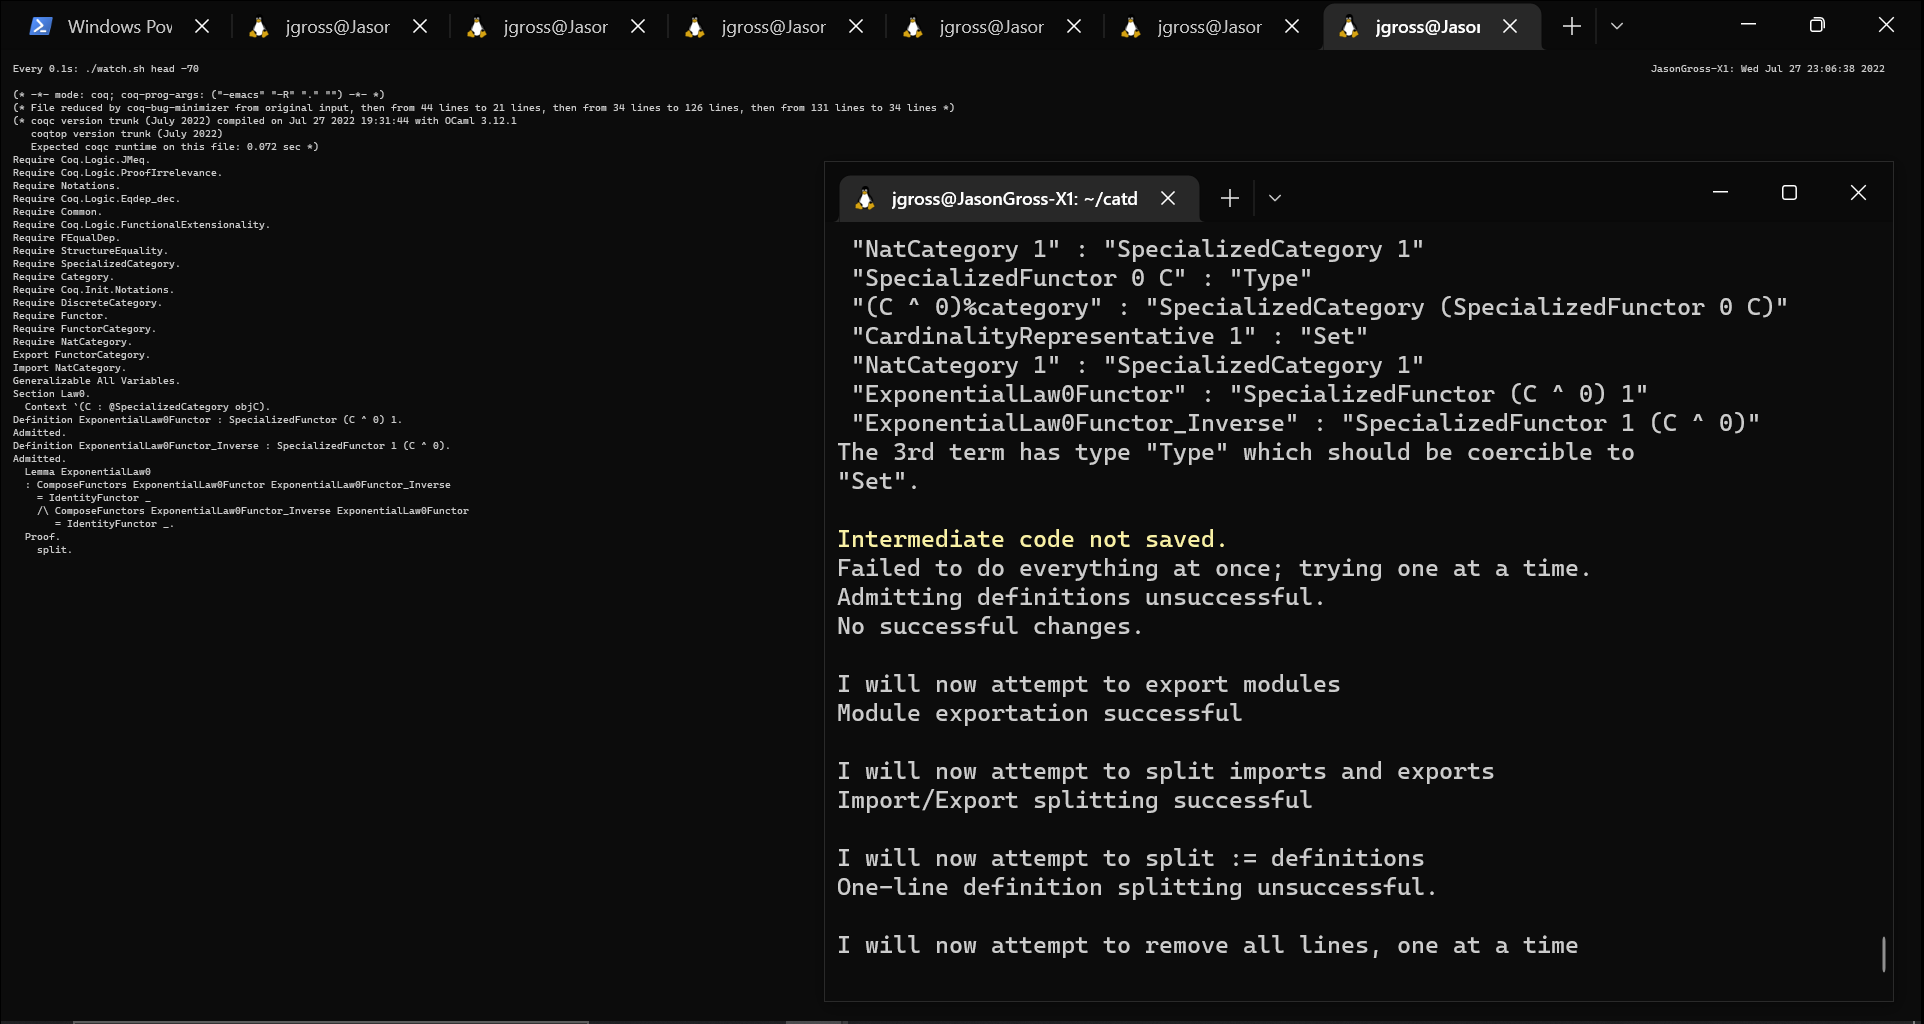 Windows Pov
jgross@Jasor
jgross@Jasor
jgross@Jasor
jgross@Jasor
jgross@Jasor
jgross@Jasor
Every 0.1s: ./watch.sh head -70
JasonGross-X1: Wed Jul 27 23:06:38 2022
(* -*- mode: coq; coq-prog-args: ("-emacs" "-R" "." "") -*- *)
(* File reduced by coq-bug-minimizer from original input, then from 44 lines to 21 lines, then from 34 lines to 126 lines, then from 131 lines to 34 lines *)
(* coqc version trunk (July 2022) compiled on Jul 27 2022 19:31:44 with OCaml 3.12.1
coqtop version trunk (July 2022)
Expected coqc runtime on this file: 0.072 sec *)
Require Coq.Logic.JMeq.
Require Coq.Logic.ProofIrrelevance.
Require Notations.
Require Coq.Logic.Eqdep_dec.
Require Common.
Require Coq.Logic.FunctionalExtensionality.
Require FEqualDep.
Require StructureEquality.
Require SpecializedCategory.
Require Category.
Require Coq.Init.Notations.
Require DiscreteCategory.
Require Functor.
Require FunctorCategory.
Require NatCategory.
Export FunctorCategory.
Import NatCategory.
Generalizable All Variables.
Section Law0.
Context `(C : @SpecializedCategory objC).
Definition ExponentialLaw0Functor : SpecializedFunctor (C ^ 0) 1.
Admitted.
Definition ExponentialLaw0Functor_Inverse : SpecializedFunctor 1 (C ^ 0).
Admitted.
Lemma ExponentialLaw0
: ComposeFunctors ExponentialLaw0Functor ExponentialLaw0Functor_Inverse
= IdentityFunctor _
/\ ComposeFunctors ExponentialLaw0Functor_Inverse ExponentialLaw0Functor
= IdentityFunctor _.
Proof.
split.
jgross@JasonGross-X1: ~/catd
"NatCategory 1" : "SpecializedCategory 1"
"SpecializedFunctor 0 C" : "Type"
"(C ^ 0)%category" : "SpecializedCategory (SpecializedFunctor 0 C)"
"CardinalityRepresentative 1" : "Set"
"NatCategory 1" : "SpecializedCategory 1"
"ExponentialLaw0Functor" : "SpecializedFunctor (C ^ 0) 1"
"ExponentialLaw0Functor_Inverse" : "SpecializedFunctor 1 (C ^ 0)"
The 3rd term has type "Type" which should be coercible to
"Set".
Intermediate code not saved.
Failed to do everything at once; trying one at a time.
Admitting definitions unsuccessful.
No successful changes.
I will now attempt to export modules
Module exportation successful
I will now attempt to split imports and exports
Import/Export splitting successful
I will now attempt to split := definitions
One-line definition splitting unsuccessful.
I will now attempt to remove all lines, one at a time